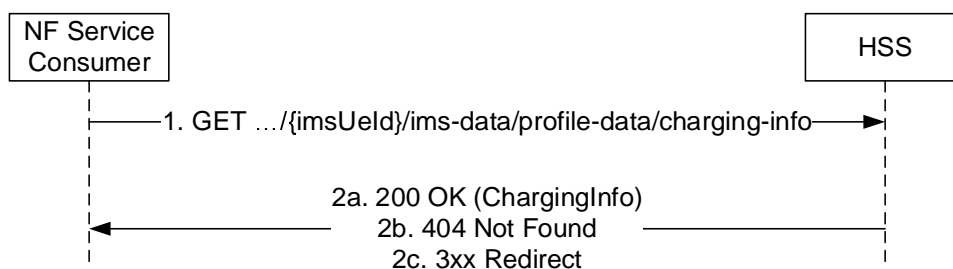 NF Service
Consumer
HSS
1. GET …/{imsUeId}/ims-data/profile-data/charging-info
2a. 200 OK (ChargingInfo)
2b. 404 Not Found
2c. 3xx Redirect